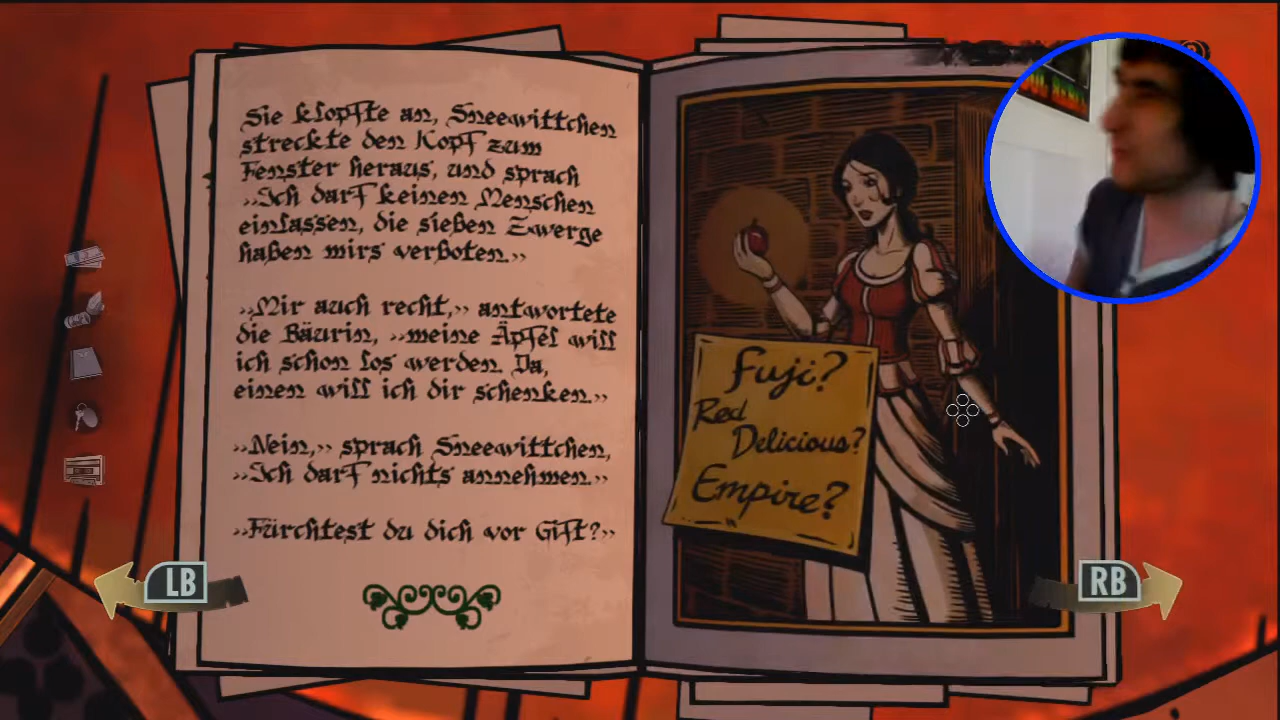 Sie klopfte an, Sneewittchen
streckte den Kopf zum
Fenster heraus, und sprach
„Ich darf keinen Menschen
einlassen, die sieben Zwerge
haben mirs verboten.”
„Mir auch recht,” antwortete
die Bäurin, „meine Äpfel will
ich schon los werden. Da,
einen will ich dir schenken.”
„Nein,” sprach Sneewittchen,
„Ich darf nichts annehmen.”
„Fürchtest du dich vor Gift?”
Fuji?
Red
Delicious?
Empire?
LB
RB